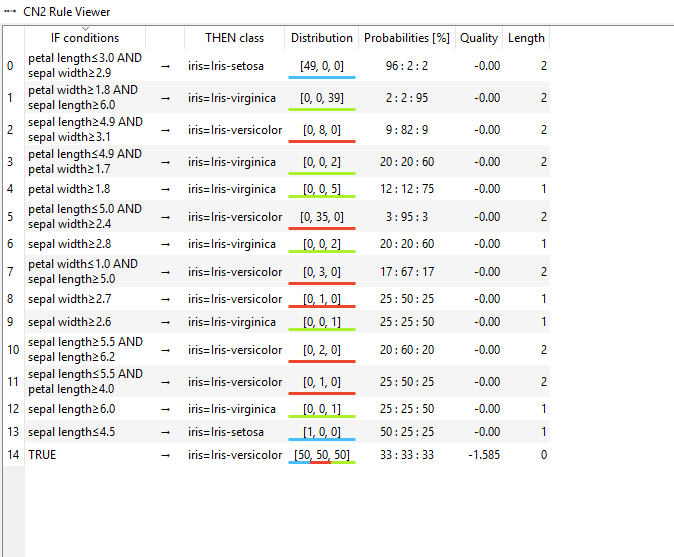 CN2 Rule Viewer
IF conditions THEN class Distribution Probabilities [%] Quality Length
0 petal length≤3.0 AND
sepal width≥2.9 → iris=Iris-setosa [49, 0, 0] 96 : 2 : 2 -0.00 2
1 petal width≥1.8 AND
sepal length≥6.0 → iris=Iris-virginica [0, 0, 39] 2 : 2 : 95 -0.00 2
2 sepal length≥4.9 AND
sepal width≥3.1 → iris=Iris-versicolor [0, 8, 0] 9 : 82 : 9 -0.00 2
3 petal length≤4.9 AND
petal width≥1.7 → iris=Iris-virginica [0, 0, 2] 20 : 20 : 60 -0.00 2
4 petal width≥1.8 → iris=Iris-virginica [0, 0, 5] 12 : 12 : 75 -0.00 1
5 petal length≤5.0 AND
sepal width≥2.4 → iris=Iris-versicolor [0, 35, 0] 3 : 95 : 3 -0.00 2
6 sepal width≥2.8 → iris=Iris-virginica [0, 0, 2] 20 : 20 : 60 -0.00 1
7 petal width≤1.0 AND
sepal length≥5.0 → iris=Iris-versicolor [0, 3, 0] 17 : 67 : 17 -0.00 2
8 sepal width≥2.7 → iris=Iris-versicolor [0, 1, 0] 25 : 50 : 25 -0.00 1
9 sepal width≥2.6 → iris=Iris-virginica [0, 0, 1] 25 : 25 : 50 -0.00 1
10 sepal length≥5.5 AND
sepal length≥6.2 → iris=Iris-versicolor [0, 2, 0] 20 : 60 : 20 -0.00 2
11 sepal length≤5.5 AND
petal length≥4.0 → iris=Iris-versicolor [0, 1, 0] 25 : 50 : 25 -0.00 2
12 sepal length≥6.0 → iris=Iris-virginica [0, 0, 1] 25 : 25 : 50 -0.00 1
13 sepal length≤4.5 → iris=Iris-setosa [1, 0, 0] 50 : 25 : 25 -0.00 1
14 TRUE → iris=Iris-versicolor [50, 50, 50] 33 : 33 : 33 -1.585 0